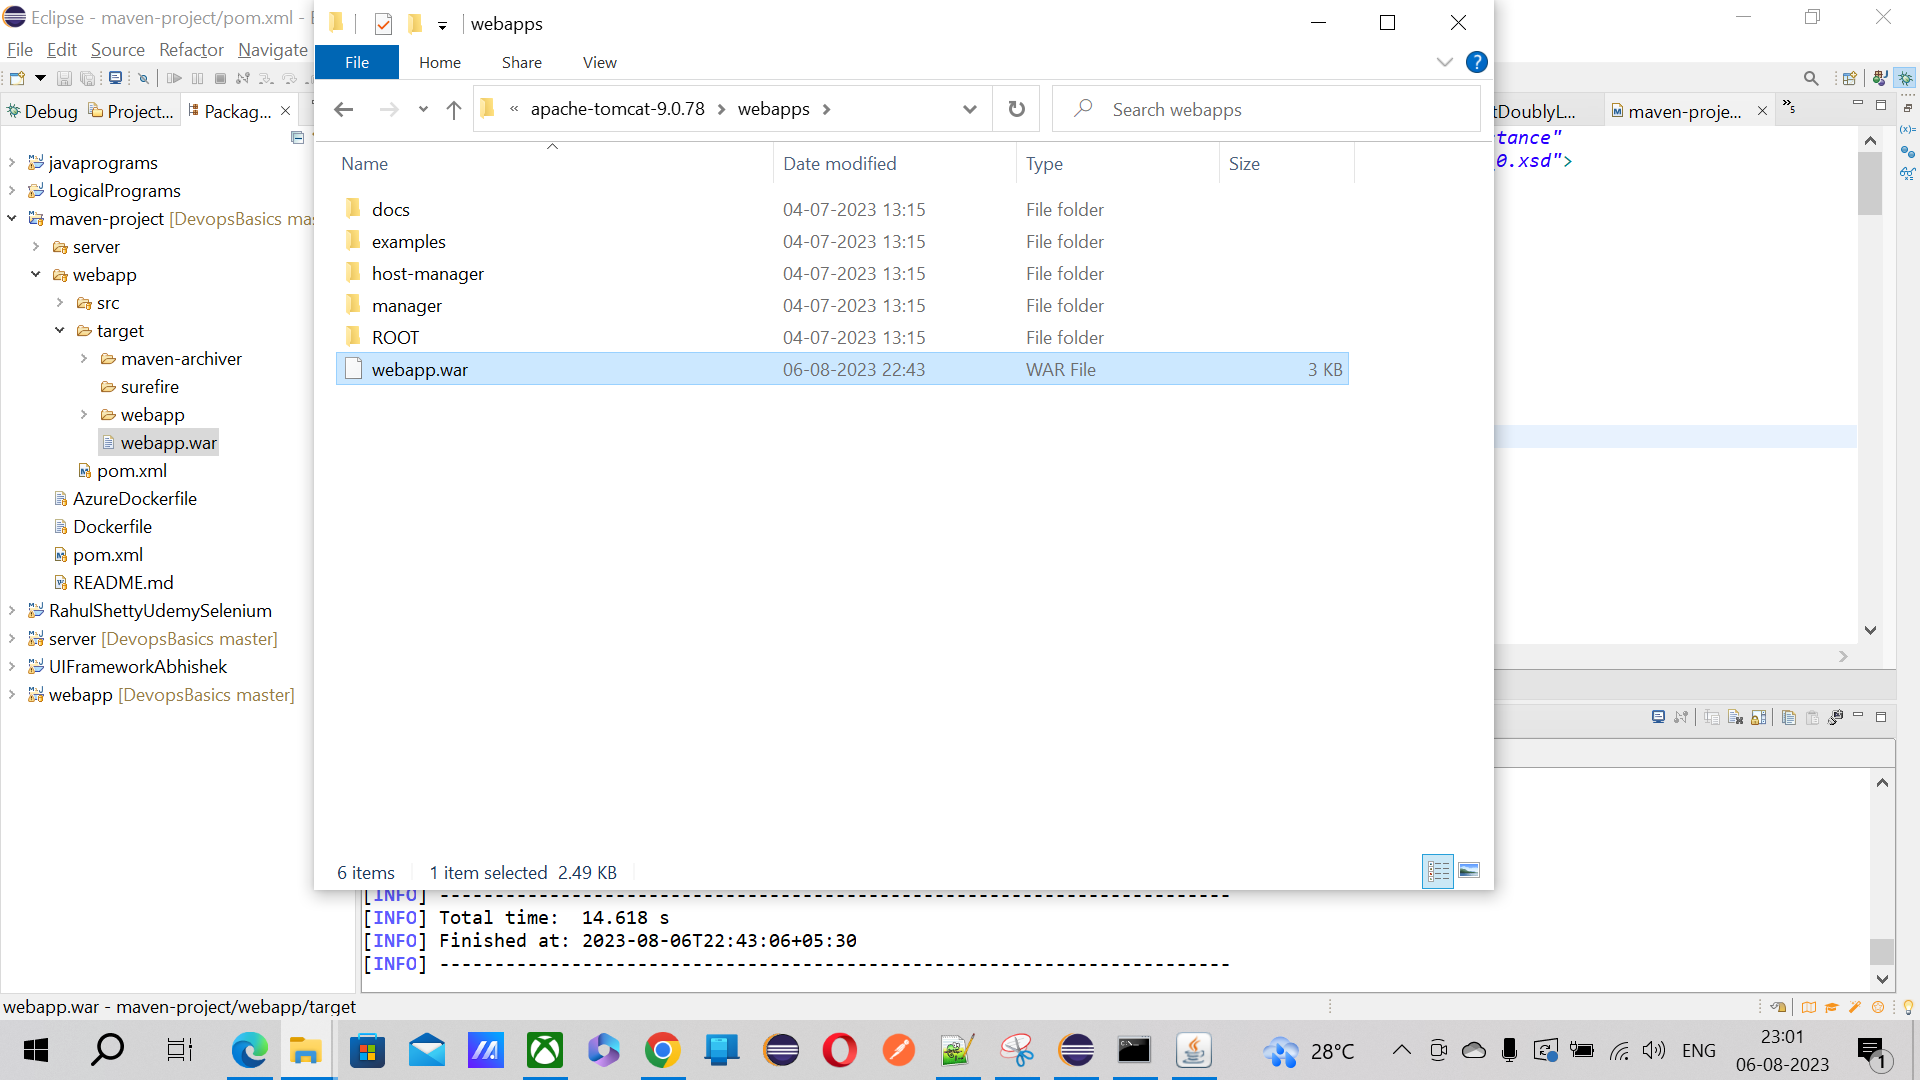 Eclipse - maven-project/pom.xml - E
File Edit Source Refactor Navigate
Debug Project... Packag...
javaprograms
LogicalPrograms
maven-project [DevopsBasics mas
server
webapp
src
target
maven-archiver
surefire
webapp
webapp.war
pom.xml
AzureDockerfile
Dockerfile
pom.xml
README.md
RahulShettyUdemySelenium
server [DevopsBasics master]
UIFrameworkAbhishek
webapp [DevopsBasics master]
webapps
File Home Share View
?
« apache-tomcat-9.0.78 > webapps >
Search webapps
Name Date modified Type Size
docs 04-07-2023 13:15 File folder
examples 04-07-2023 13:15 File folder
host-manager 04-07-2023 13:15 File folder
manager 04-07-2023 13:15 File folder
ROOT 04-07-2023 13:15 File folder
webapp.war 06-08-2023 22:43 WAR File 3 KB
6 items 1 item selected 2.49 KB
tDoublyL... maven-proje... »5
tance"
0.xsd">
[INFO] ------------------------------------------------------------------------
[INFO] Total time:  14.618 s
[INFO] Finished at: 2023-08-06T22:43:06+05:30
[INFO] ------------------------------------------------------------------------
webapp.war - maven-project/webapp/target
28°C ENG
23:01
06-08-2023
1